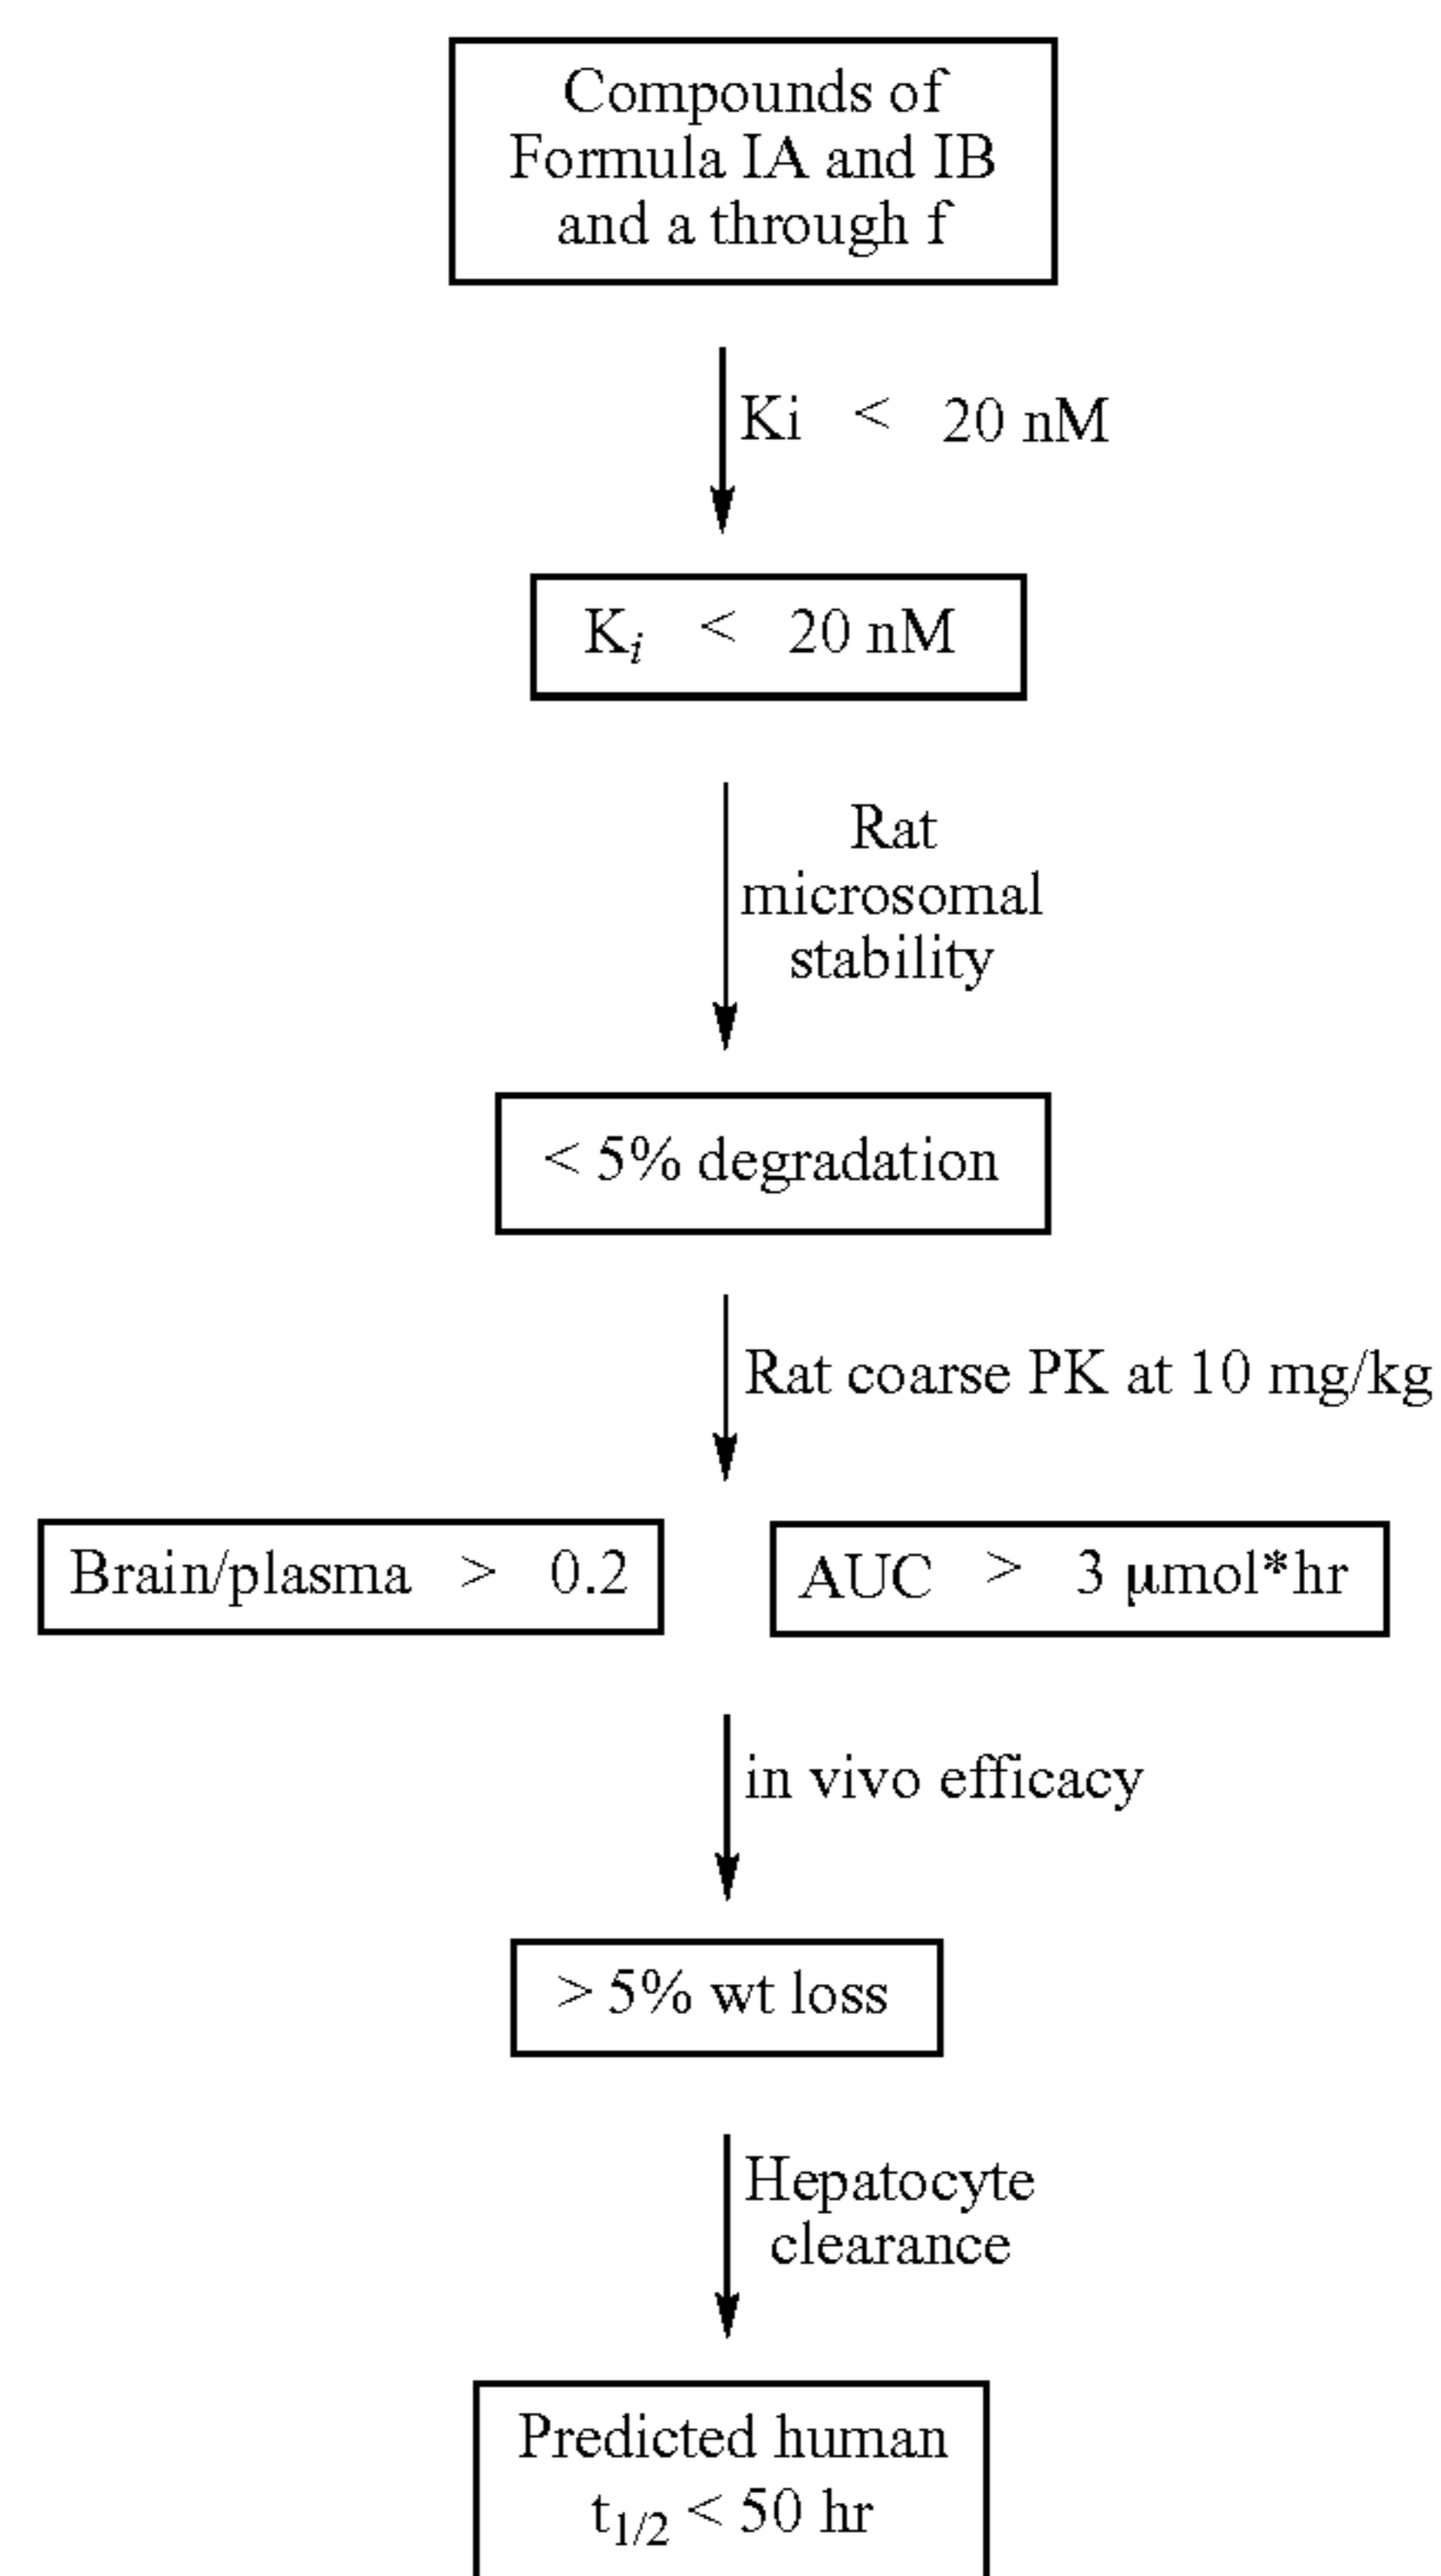 Compounds of
Formula IA and IB
and a through f
Ki < 20 nM
Ki < 20 nM
Rat
microsomal
stability
< 5% degradation
Rat coarse PK at 10 mg/kg
Brain/plasma > 0.2
AUC > 3 μmol*hr
in vivo efficacy
> 5% wt loss
Hepatocyte
clearance
Predicted human
t1/2 < 50 hr